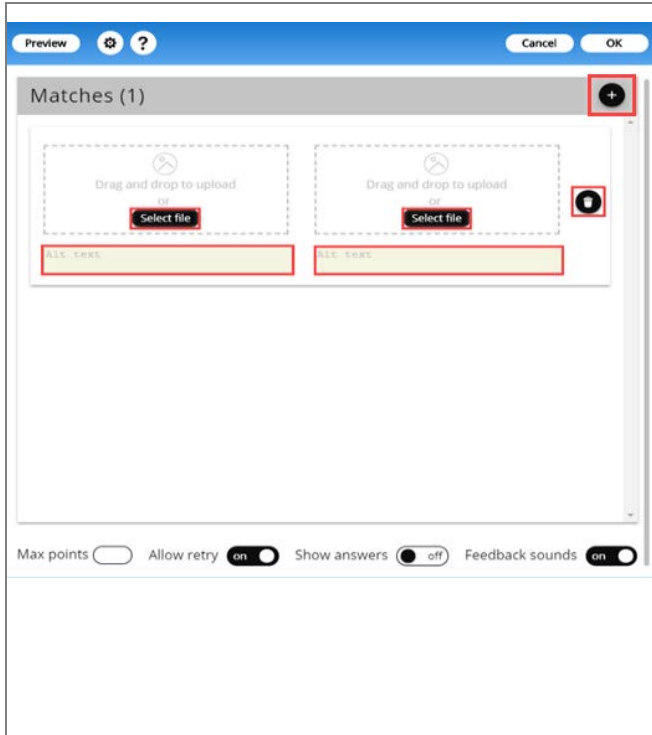 Preview ? Cancel OK
Matches (1) +
Drag and drop to upload Drag and drop to upload
or or
Select file Select file
Alt text Alt text
Max points Allow retry on Show answers off Feedback sounds on